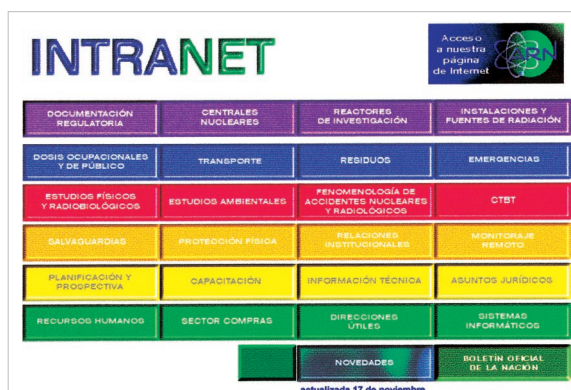 INTRANET
Acceso
a nuestra
página
de Internet
ARN
DOCUMENTACIÓN
REGULATORIA
CENTRALES
NUCLEARES
REACTORES
DE INVESTIGACIÓN
INSTALACIONES Y
FUENTES DE RADIACIÓN
DOSIS OCUPACIONALES
Y DE PÚBLICO
TRANSPORTE
RESIDUOS
EMERGENCIAS
ESTUDIOS FÍSICOS
Y RADIOBIOLÓGICOS
ESTUDIOS AMBIENTALES
FENOMENOLOGÍA DE
ACCIDENTES NUCLEARES
Y RADIOLÓGICOS
CTBT
SALVAGUARDIAS
PROTECCIÓN FÍSICA
RELACIONES
INSTITUCIONALES
MONITORAJE
REMOTO
PLANIFICACIÓN Y
PROSPECTIVA
CAPACITACIÓN
INFORMACIÓN TÉCNICA
ASUNTOS JURÍDICOS
RECURSOS HUMANOS
SECTOR COMPRAS
DIRECCIONES
ÚTILES
SISTEMAS
INFORMÁTICOS
NOVEDADES
BOLETÍN OFICIAL
DE LA NACIÓN
actualizada 17 de noviembre